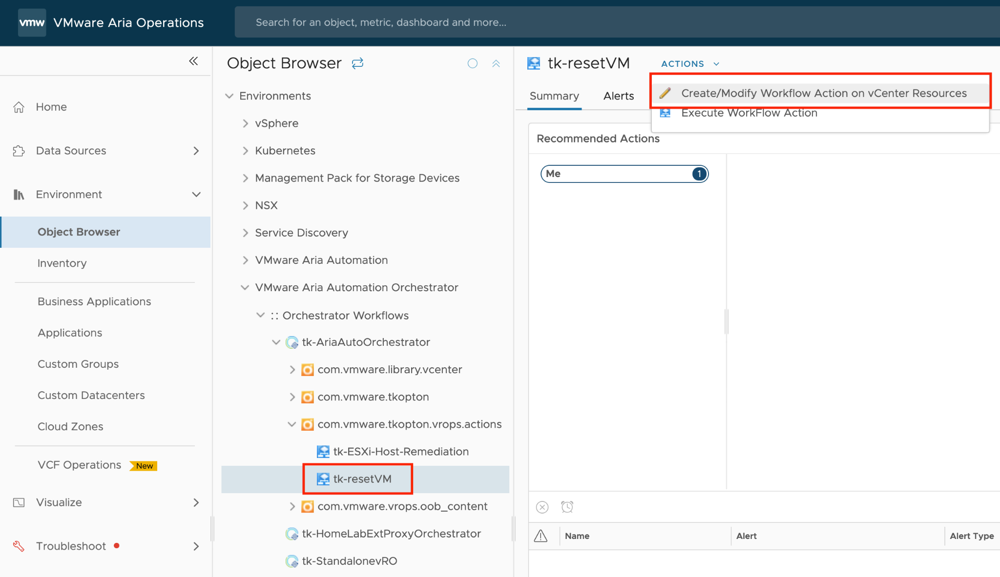 vmw VMware Aria Operations
Search for an object, metric, dashboard and more...
Home
Data Sources
Environment
Object Browser
Inventory
Business Applications
Applications
Custom Groups
Custom Datacenters
Cloud Zones
VCF Operations New
Visualize
Troubleshoot
Object Browser
Environments
vSphere
Kubernetes
Management Pack for Storage Devices
NSX
Service Discovery
VMware Aria Automation
VMware Aria Automation Orchestrator
:: Orchestrator Workflows
tk-AriaAutoOrchestrator
com.vmware.library.vcenter
com.vmware.tkopton
com.vmware.tkopton.vrops.actions
tk-ESXi-Host-Remediation
tk-resetVM
com.vmware.vrops.oob_content
tk-HomeLabExtProxyOrchestrator
tk-StandalonevRO
tk-resetVM ACTIONS
Summary Alerts
Create/Modify Workflow Action on vCenter Resources
Execute WorkFlow Action
Recommended Actions
Me 1
Name Alert Alert Type